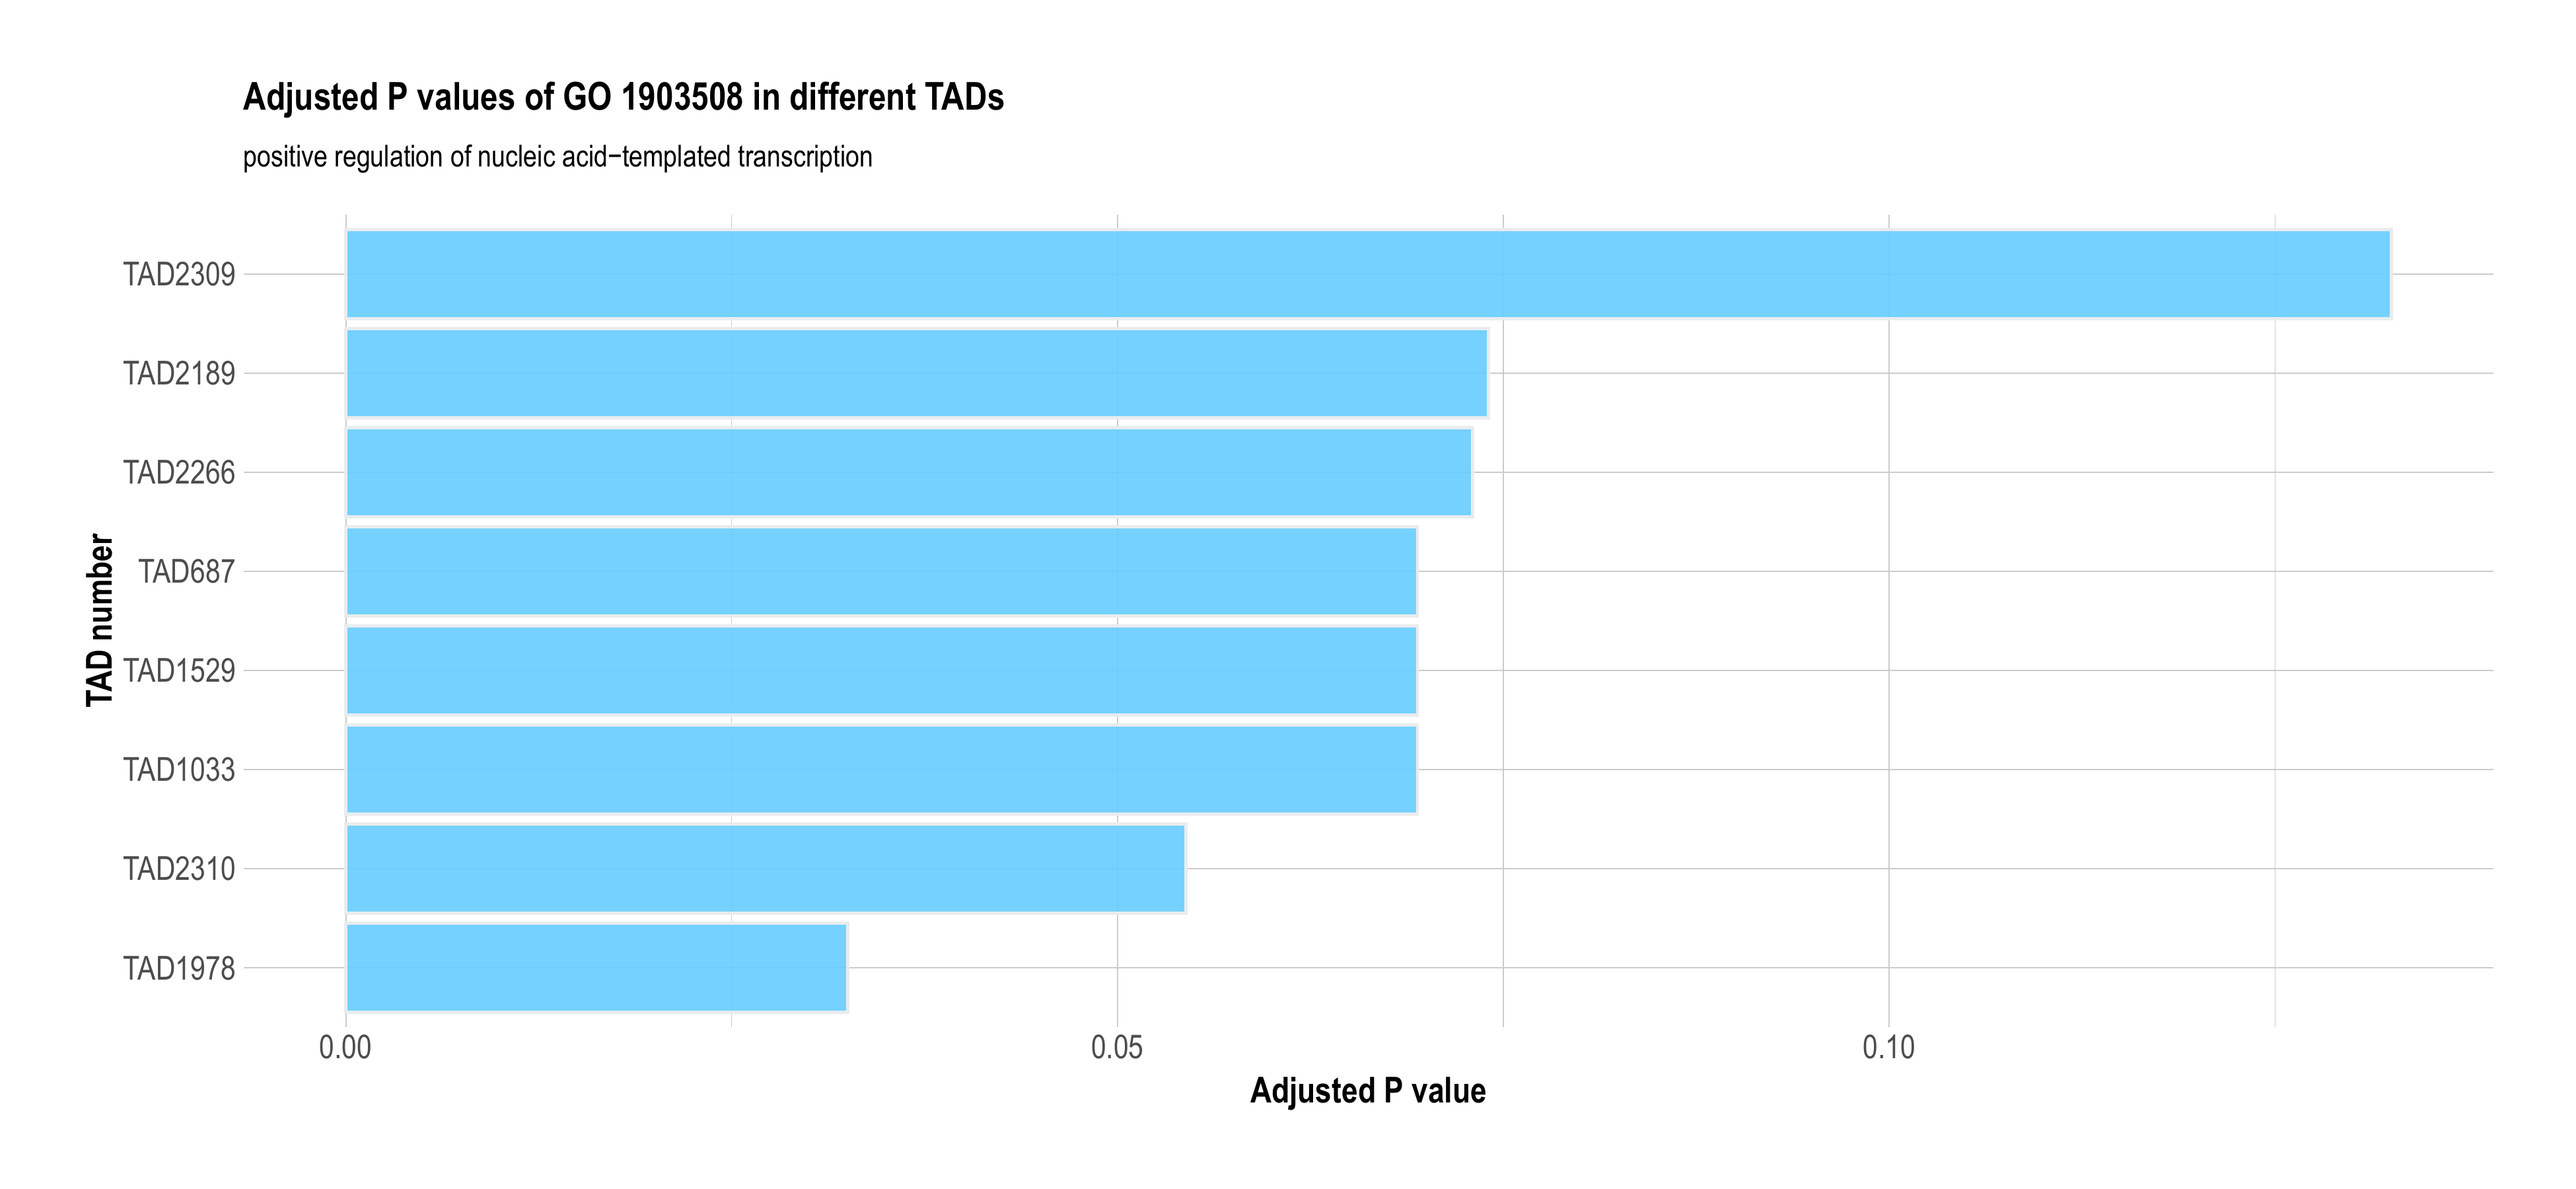 Adjusted P values of GO 1903508 in different TADs
positive regulation of nucleic acid−templated transcription
TAD number
TAD2309
TAD2189
TAD2266
TAD687
TAD1529
TAD1033
TAD2310
TAD1978
0.00 0.05 0.10
Adjusted P value